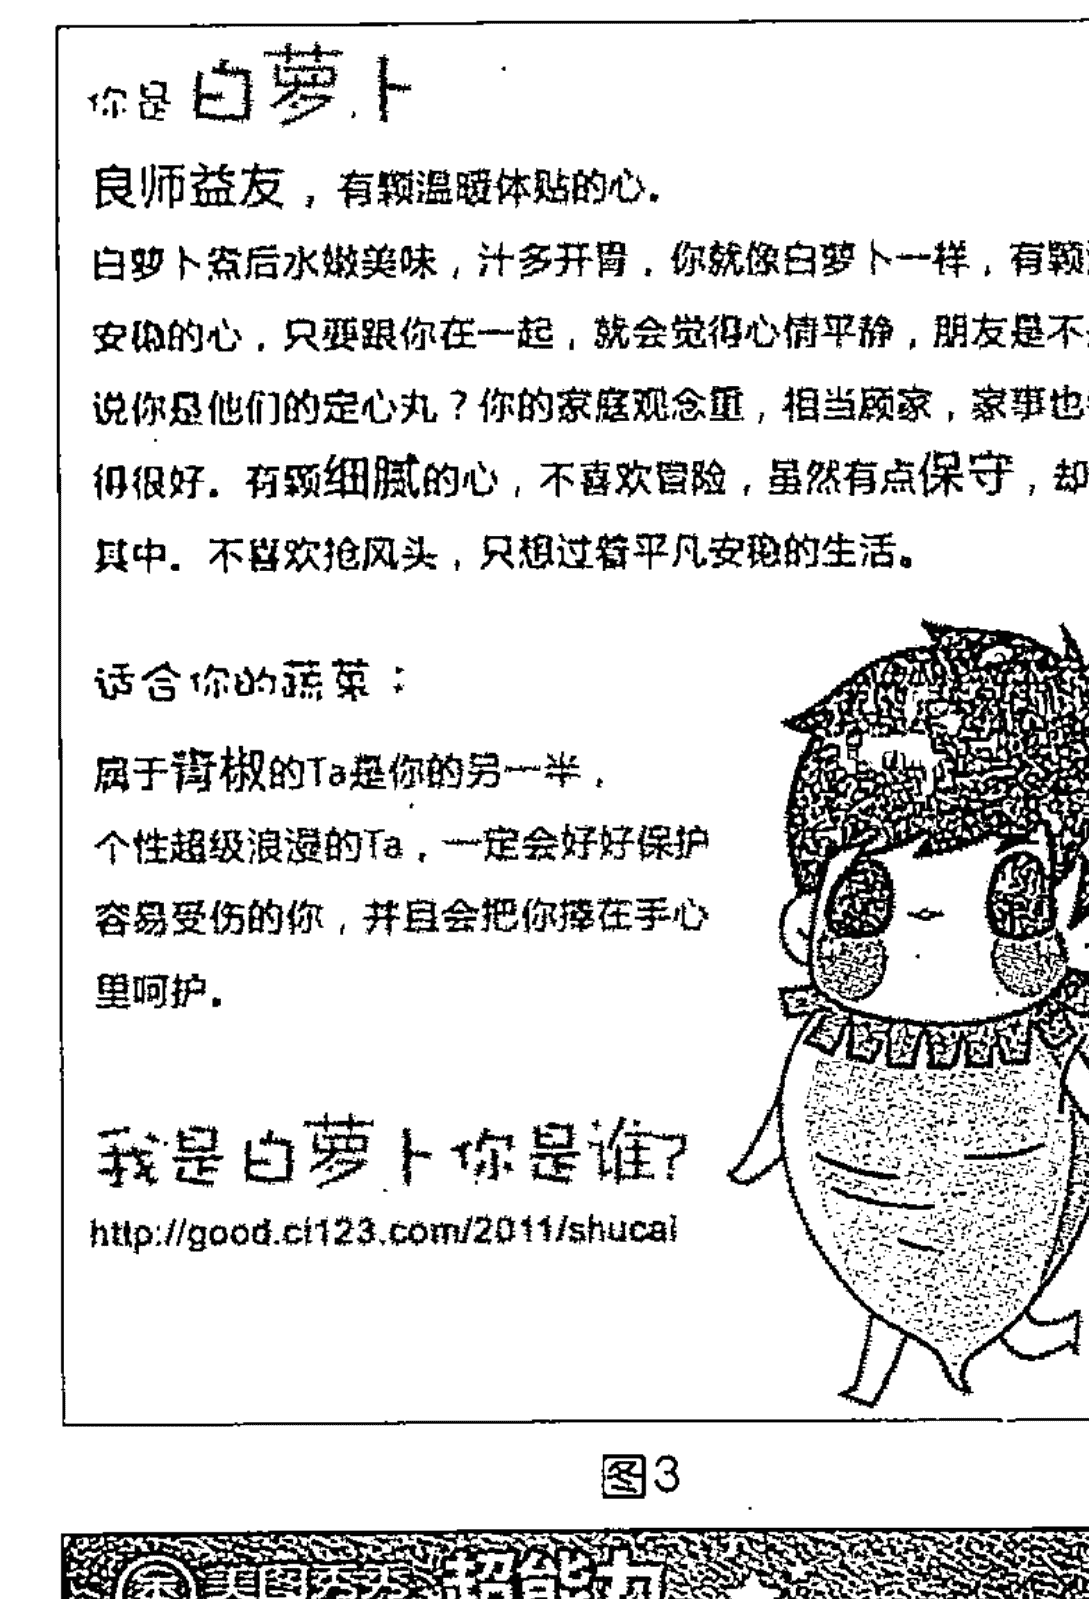 你是白萝卜
良师益友，有颗温暖体贴的心。
白萝卜煮后水嫩美味，汁多开胃，你就像白萝卜一样，有颗
安稳的心，只要跟你在一起，就会觉得心情平静，朋友是不
说你是他们的定心丸？你的家庭观念重，相当顾家，家事也
得很好。有颗细腻的心，不喜欢冒险，虽然有点保守，却
其中。不喜欢抢风头，只想过着平凡安稳的生活。
适合你的蔬菜：
属于青椒的Ta是你的另一半，
个性超级浪漫的Ta，一定会好好保护
容易受伤的你，并且会把你捧在手心
里呵护。
我是白萝卜你是谁?
http://good.ci123.com/2011/shucai
图3
美图秀秀 超能力